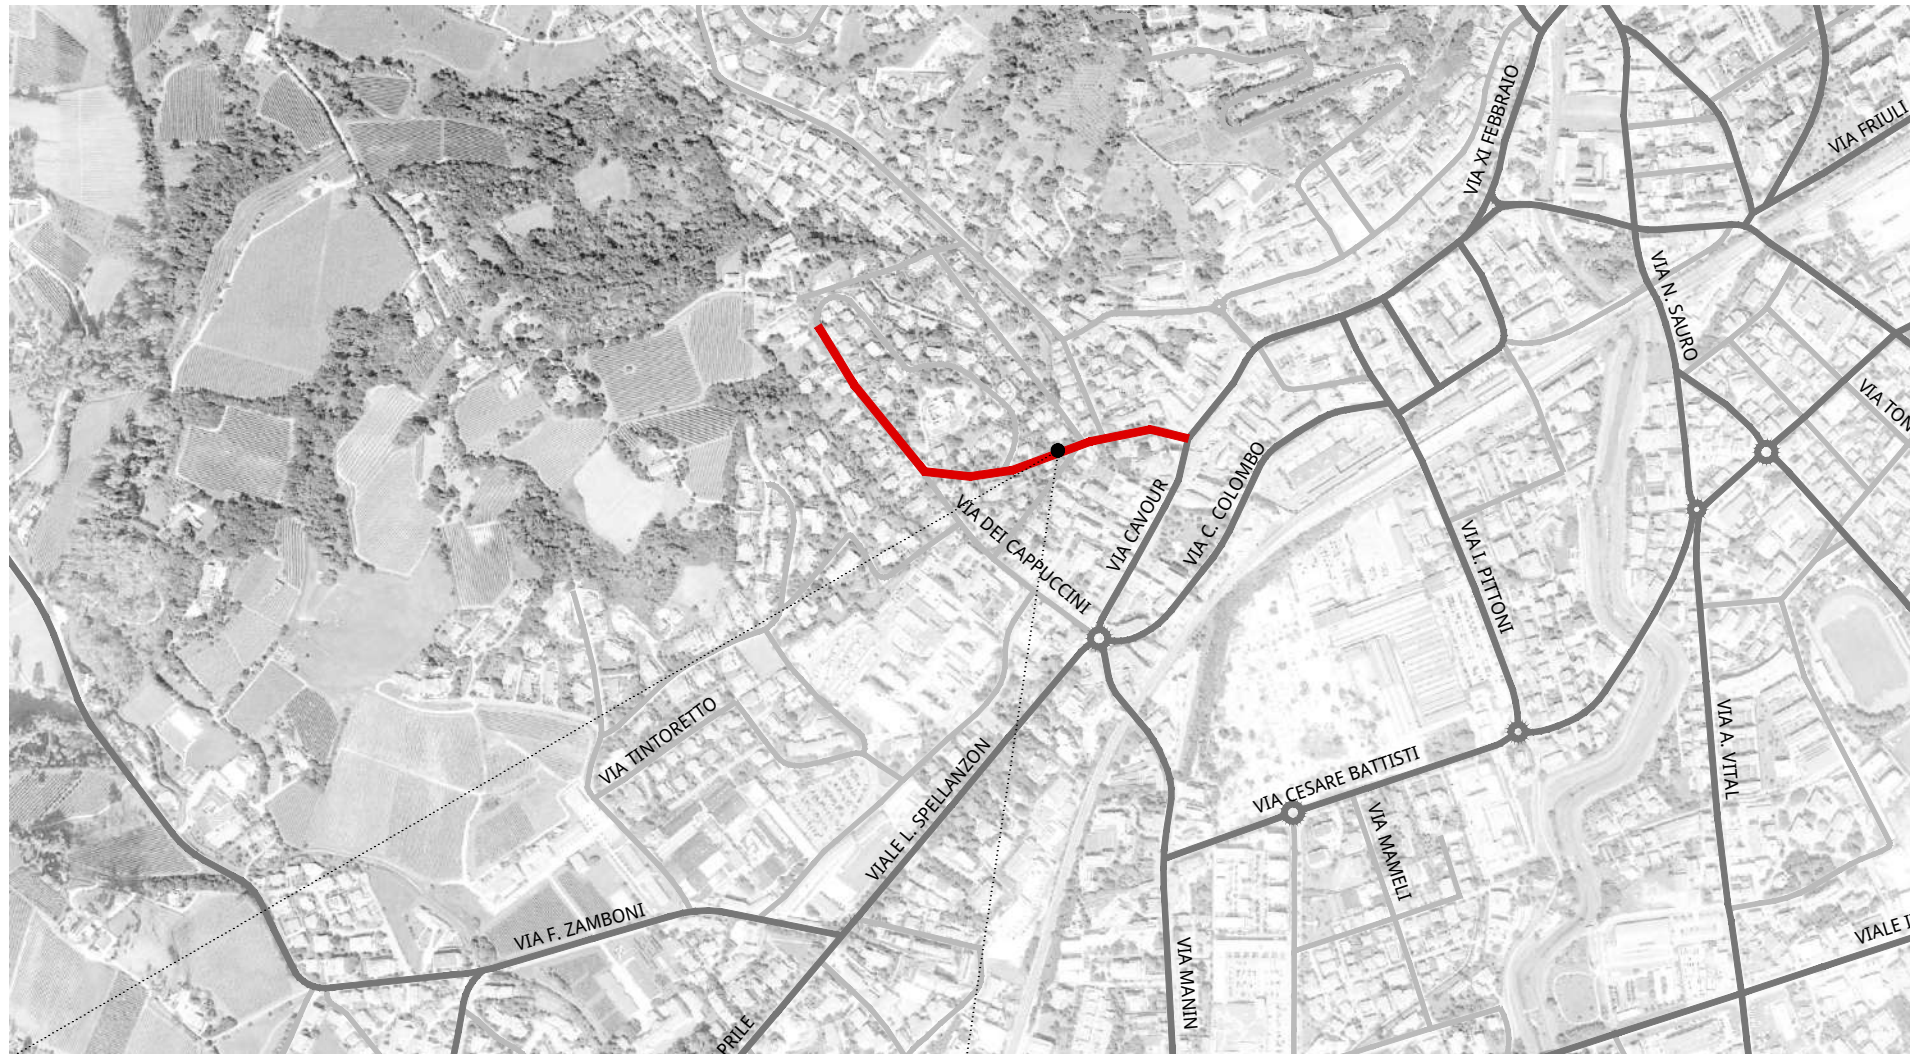 VIA XI FEBBRAIO
VIA FRIULI
VIA N. SAURO
VIA TON
VIA DEI CAPPUCCINI
VIA CAVOUR
VIA C. COLOMBO
VIA I. PITTONI
VIA TINTORETTO
VIALE L. SPELLANZON
VIA CESARE BATTISTI
VIA A. VITAL
VIA MAMELI
VIA F. ZAMBONI
VIA MANIN
VIALE I
PRILE